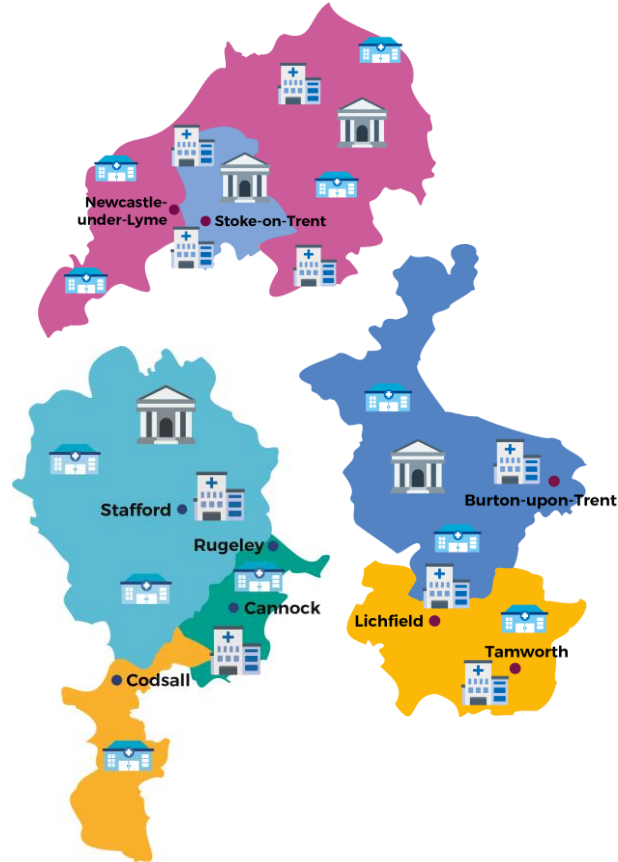 Newcastle-
under-Lyme
Stoke-on-Trent
Stafford
Burton-upon-Trent
Rugeley
Cannock
Lichfield
Tamworth
Codsall